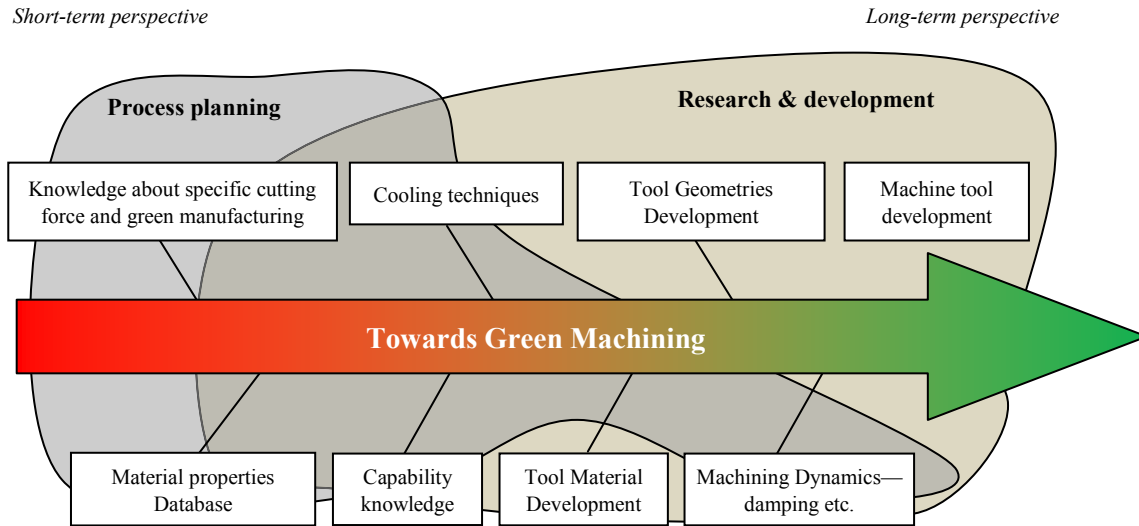 Short-term perspective
Long-term perspective
Process planning
Research & development
Knowledge about specific cutting
force and green manufacturing
Cooling techniques
Tool Geometries
Development
Machine tool
development
Towards Green Machining
Material properties
Database
Capability
knowledge
Tool Material
Development
Machining Dynamics—
damping etc.